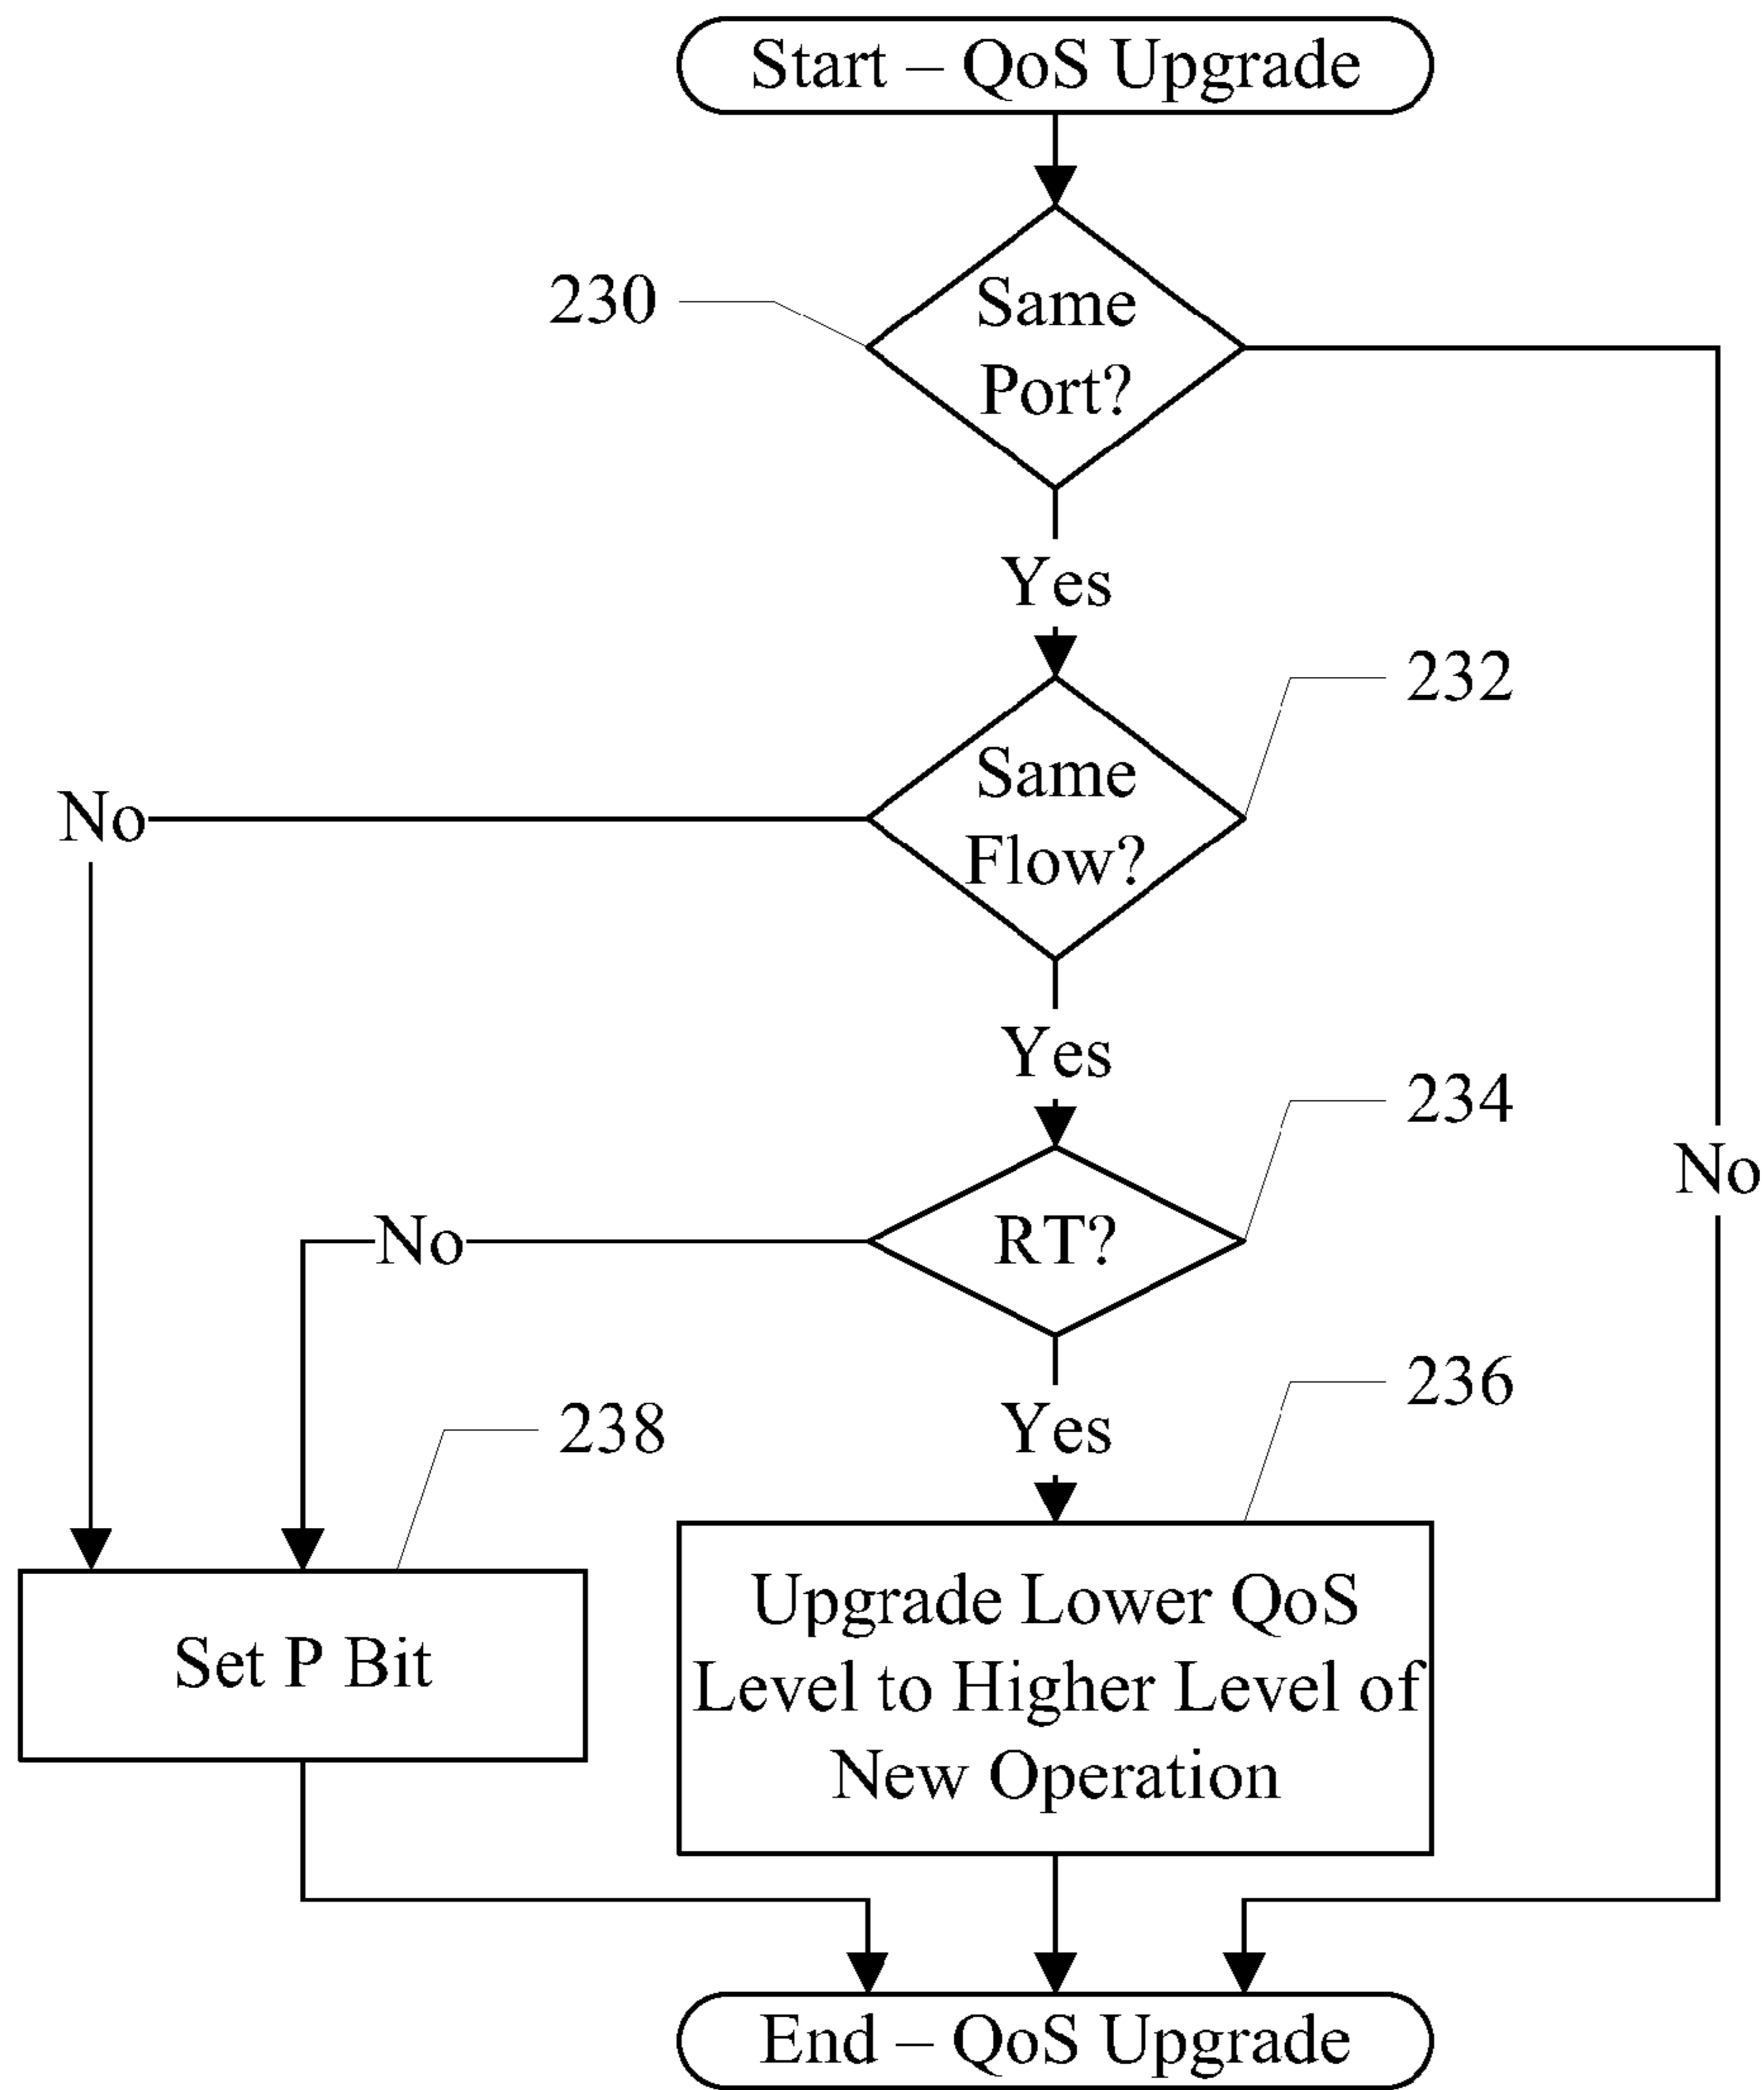 Start – QoS Upgrade
230
Same
Port?
Yes
232
Same
Flow?
No
Yes
234
No
RT?
No
236
Yes
238
Upgrade Lower QoS
Level to Higher Level of
New Operation
Set P Bit
End – QoS Upgrade